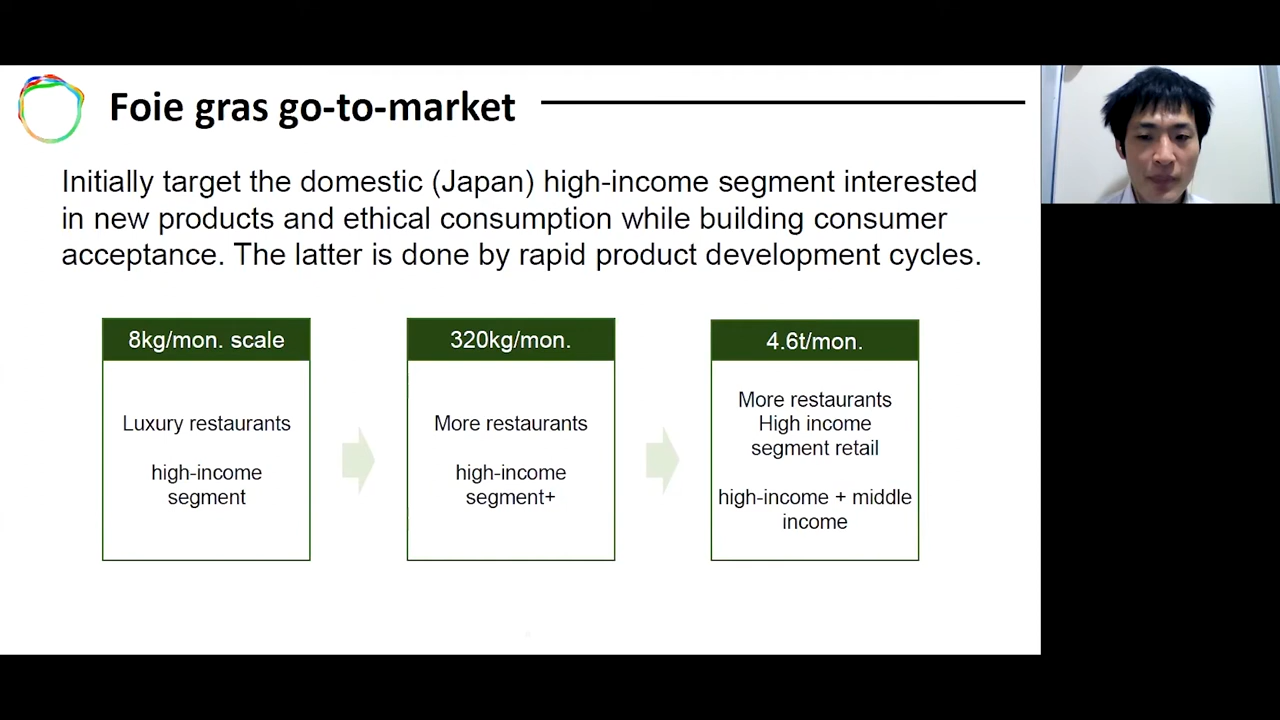 Foie gras go-to-market
Initially target the domestic (Japan) high-income segment interested
in new products and ethical consumption while building consumer
acceptance. The latter is done by rapid product development cycles.
8kg/mon. scale
Luxury restaurants
high-income
segment
320kg/mon.
More restaurants
high-income
segment+
4.6t/mon.
More restaurants
High income
segment retail
high-income + middle
income